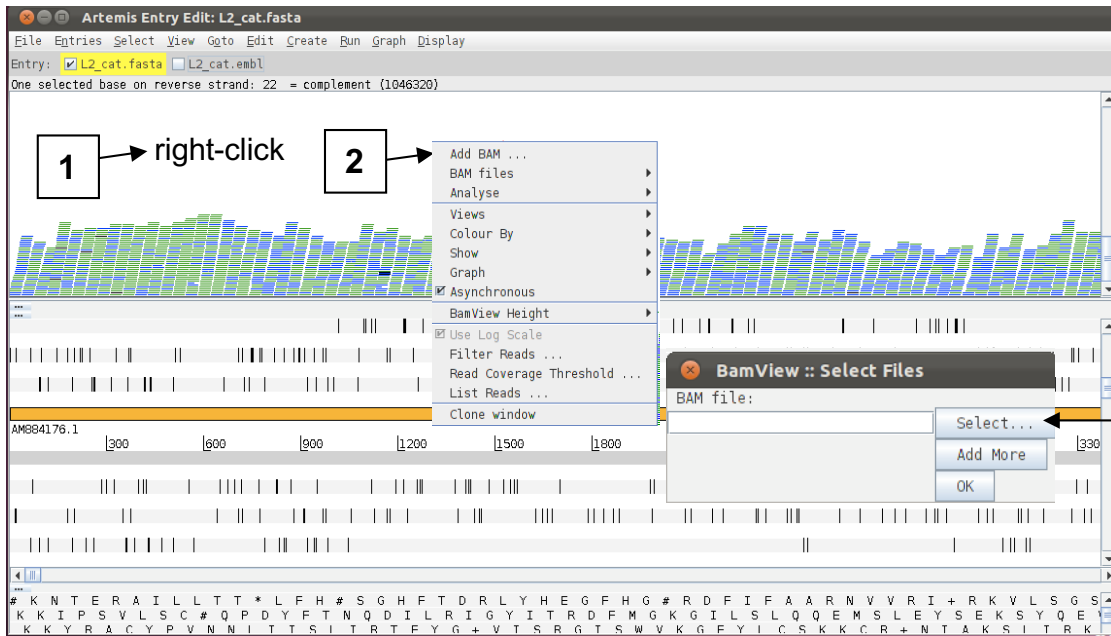 Artemis Entry Edit: L2_cat.fasta
File Entries Select View Goto Edit Create Run Graph Display
Entry: L2_cat.fasta L2_cat.embl
One selected base on reverse strand: 22 = complement (1046320)
1 right-click 2
Add BAM ...
BAM files
Analyse
Views
Colour By
Show
Graph
Asynchronous
BamView Height
Use Log Scale
Filter Reads ...
Read Coverage Threshold ...
List Reads ...
Clone window
BamView :: Select Files
BAM file:
Select...
Add More
OK
AM884176.1
300 600 900 1200 1500 1800 330
# K N T E R A I L L T T * L F H # S G H F T D R L Y H E G F H G # R D F I F A A R N V V R I + R K V L S G S
K K I P S V L S C # Q P D Y F T N Q D I L R I G Y I T R D F M G K G I L S L Q Q E M S L E Y S E K S Y Q E